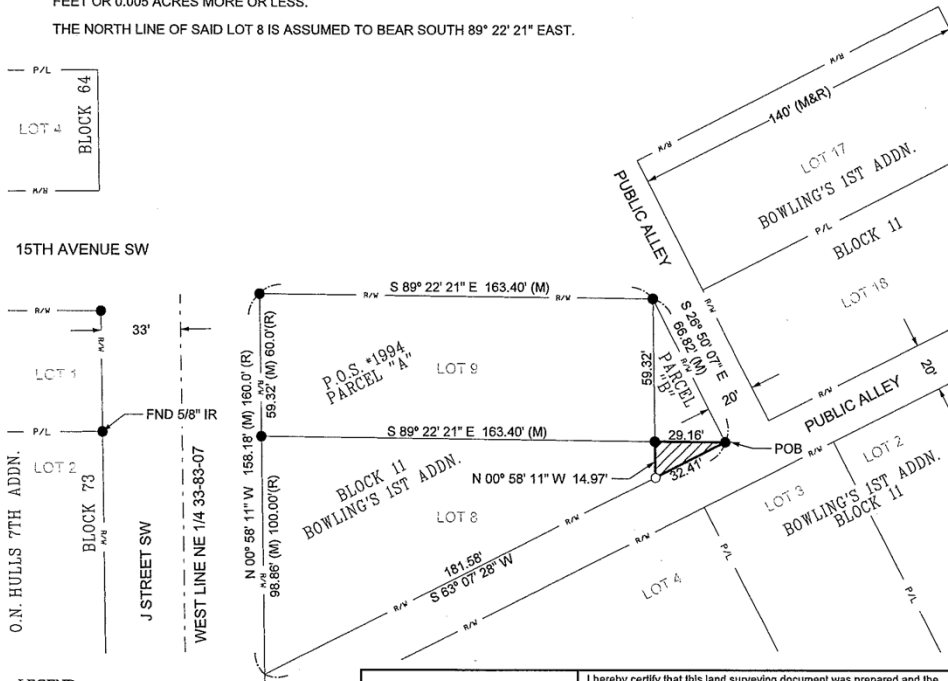 FEET OR 0.005 ACRES MORE OR LESS.
THE NORTH LINE OF SAID LOT 8 IS ASSUMED TO BEAR SOUTH 89° 22' 21" EAST.
P/L
LOT 4
BLOCK 64
R/W
R/W
140' (M&R)
R/W
LOT 17
BOWLING'S 1ST ADDN.
PUBLIC ALLEY
P/L
BLOCK 11
LOT 18
15TH AVENUE SW
R/W
33'
R/W
LOT 1
FND 5/8" IR
P/L
LOT 2
BLOCK 73
R/W
O.N. HULLS 7TH ADDN.
J STREET SW
WEST LINE NE 1/4 33-83-07
S 89° 22' 21" E 163.40' (M)
R/W
R/W
P.O.S. #1994
PARCEL "A"
LOT 9
R/W
59.32' (M) 60.0'(R)
N 00° 58' 11" W 158.18' (M) 160.0' (R)
98.86' (M) 100.00'(R)
R/W
59.32'
PARCEL
"B"
S 26° 50' 07" E
66.82' (M)
R/W
R/W
20'
R/W
PUBLIC ALLEY
20'
S 89° 22' 21" E 163.40' (M)
29.16'
POB
N 00° 58' 11" W 14.97'
32.41'
BLOCK 11
BOWLING'S 1ST ADDN.
LOT 8
181.58'
S 63° 07' 28" W
R/W
R/W
R/W
R/W
LOT 2
LOT 3
BOWLING'S 1ST ADDN.
BLOCK 11
LOT 4
P/L
P/L
LEGEND
I hereby certify that this land surveying document was prepared and the